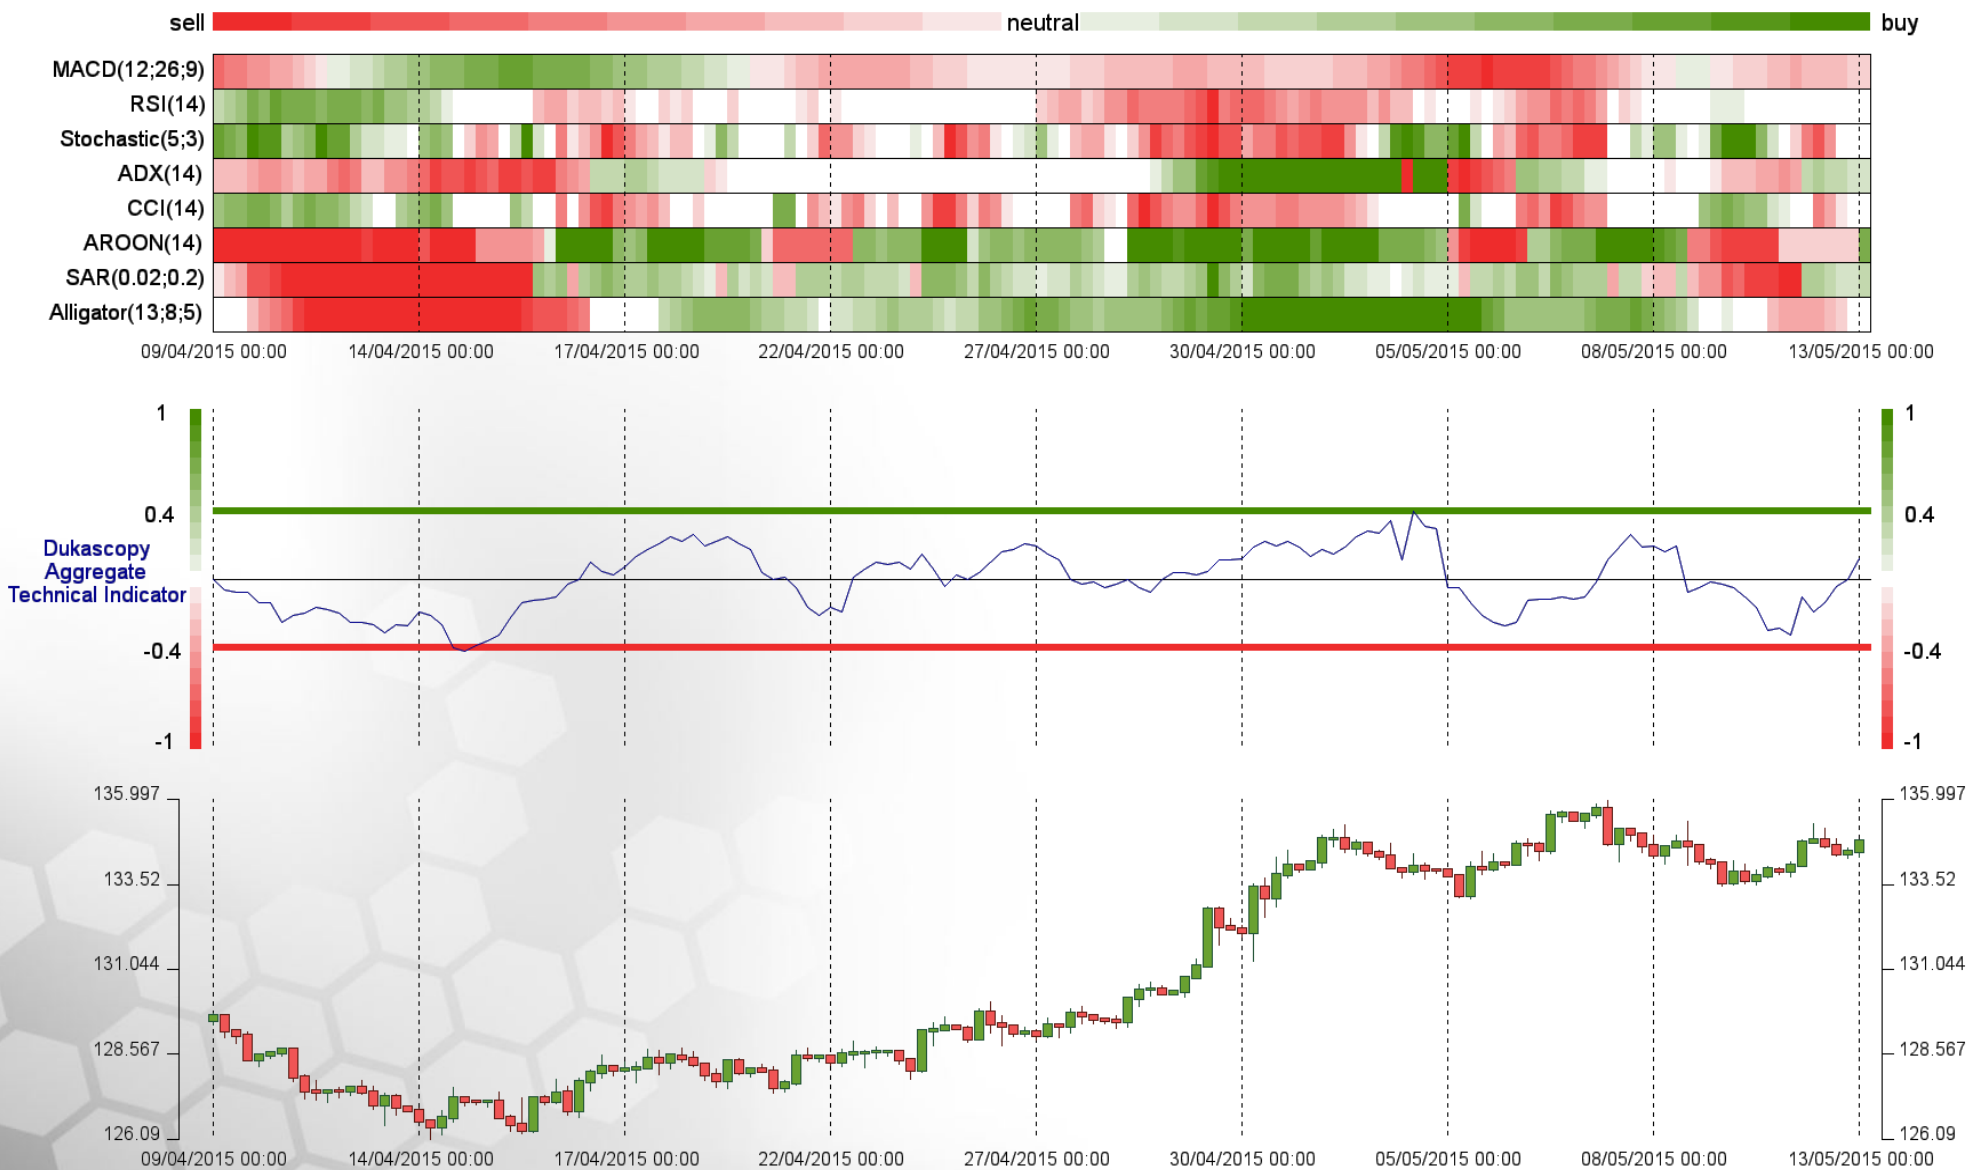 sell neutral buy
MACD(12;26;9)
RSI(14)
Stochastic(5;3)
ADX(14)
CCI(14)
AROON(14)
SAR(0.02;0.2)
Alligator(13;8;5)
09/04/2015 00:00 14/04/2015 00:00 17/04/2015 00:00 22/04/2015 00:00 27/04/2015 00:00 30/04/2015 00:00 05/05/2015 00:00 08/05/2015 00:00 13/05/2015 00:00
1 1
0.4 0.4
Dukascopy
Aggregate
Technical Indicator
-0.4 -0.4
-1 -1
135.997 135.997
133.52 133.52
131.044 131.044
128.567 128.567
126.09 126.09
09/04/2015 00:00 14/04/2015 00:00 17/04/2015 00:00 22/04/2015 00:00 27/04/2015 00:00 30/04/2015 00:00 05/05/2015 00:00 08/05/2015 00:00 13/05/2015 00:00